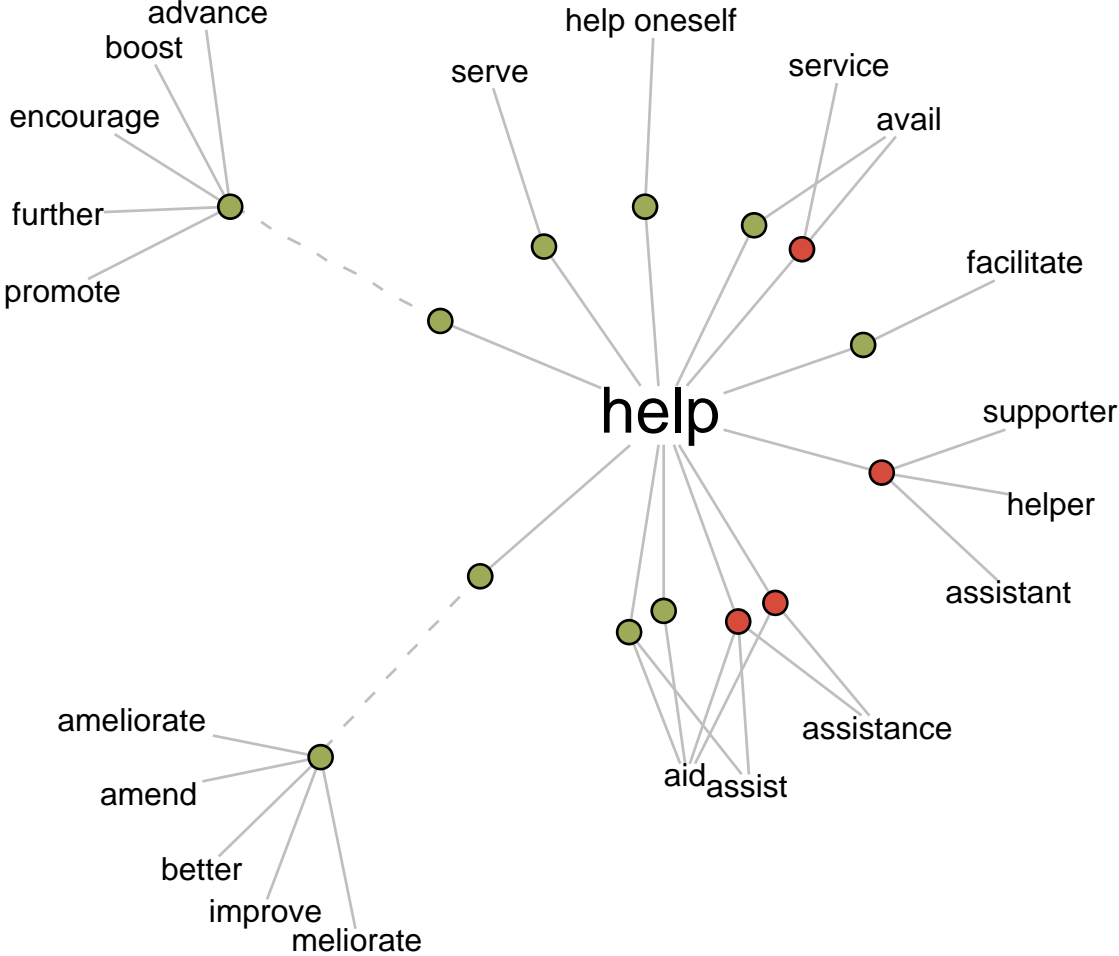 advance
help oneself
boost
service
serve
encourage
avail
further
facilitate
promote
help
supporter
helper
assistant
ameliorate
assistance
aid
assist
amend
better
improve
meliorate